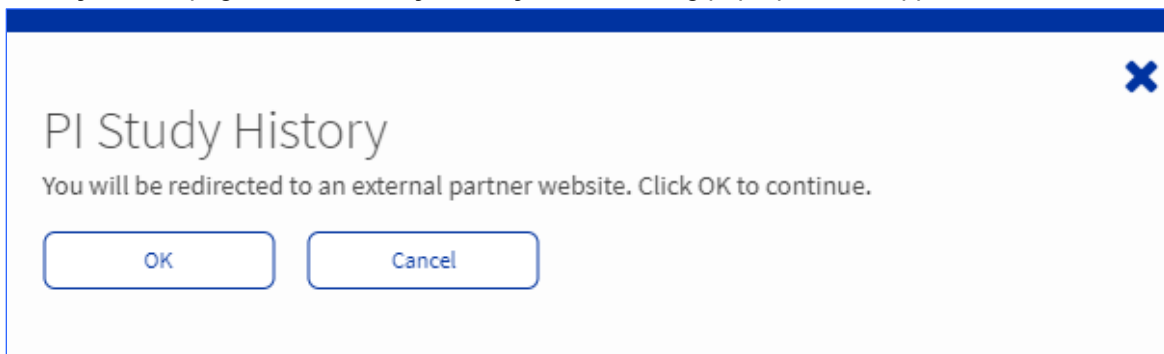 PI Study History
You will be redirected to an external partner website. Click OK to continue.
OK Cancel